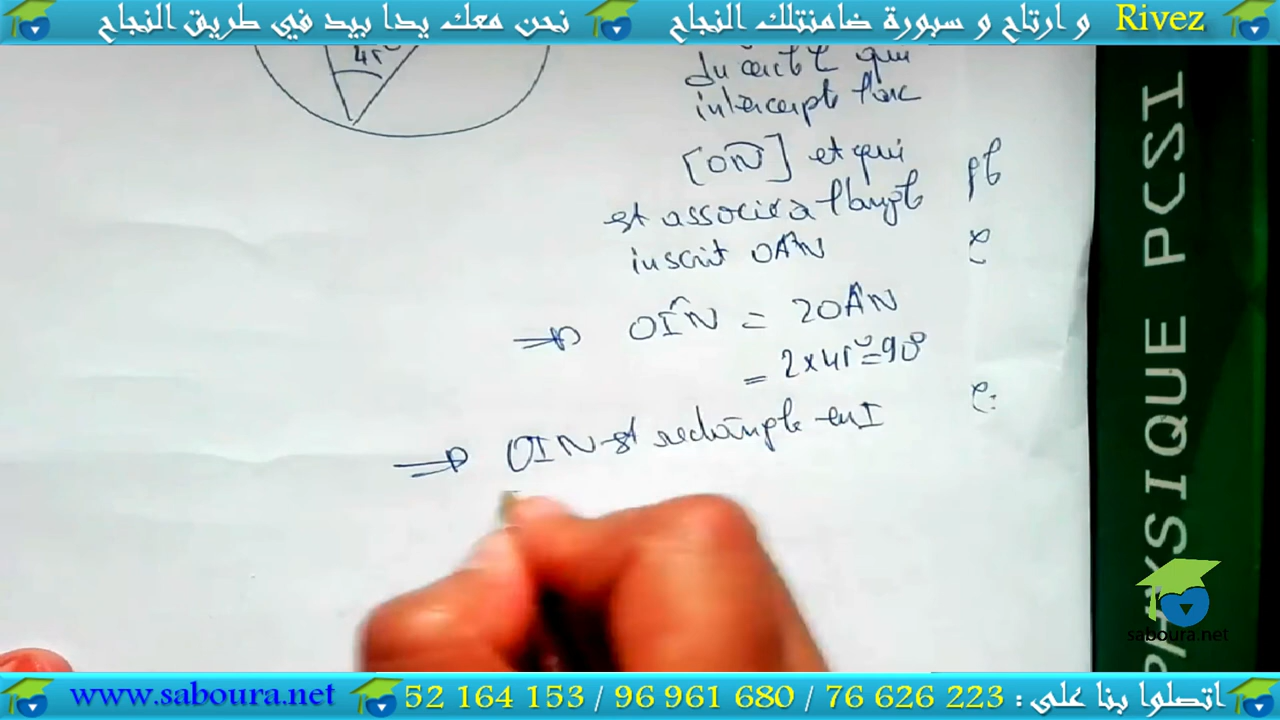 نحن معك يدا بيد في طريق النجاح و ارتاح و سبورة ضامنتلك النجاح Rivez
45°
du cercle qui
intercepte l'arc
[ON] et qui
est associé à l'angle
inscrit OÂN
=> OÎN = 2OÂN
= 2x45°=90°
=> OIN est rectangle en I
PHYSIQUE PCSI
saboura.net
www.saboura.net 52 164 153 / 96 961 680 / 76 626 223 : اتصلوا بنا على